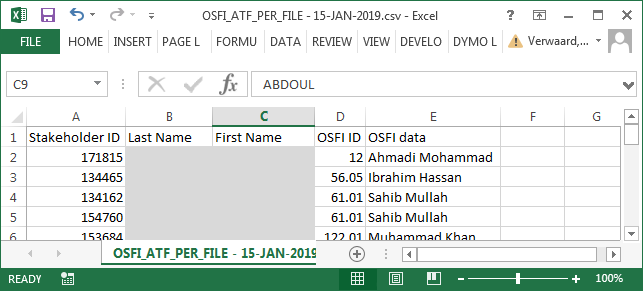 OSFI_ATF_PER_FILE - 15-JAN-2019.csv - Excel
FILE HOME INSERT PAGE L FORMU DATA REVIEW VIEW DEVELO DYMO L Verwaard,...
C9 fx ABDOUL
A B C D E F G
1 Stakeholder ID Last Name First Name OSFI ID OSFI data
2 171815 12 Ahmadi Mohammad
3 134465 56.05 Ibrahim Hassan
4 134162 61.01 Sahib Mullah
5 154760 61.01 Sahib Mullah
6 153684 122.01 Muhammad Khan
OSFI_ATF_PER_FILE - 15-JAN-2019
READY 100%